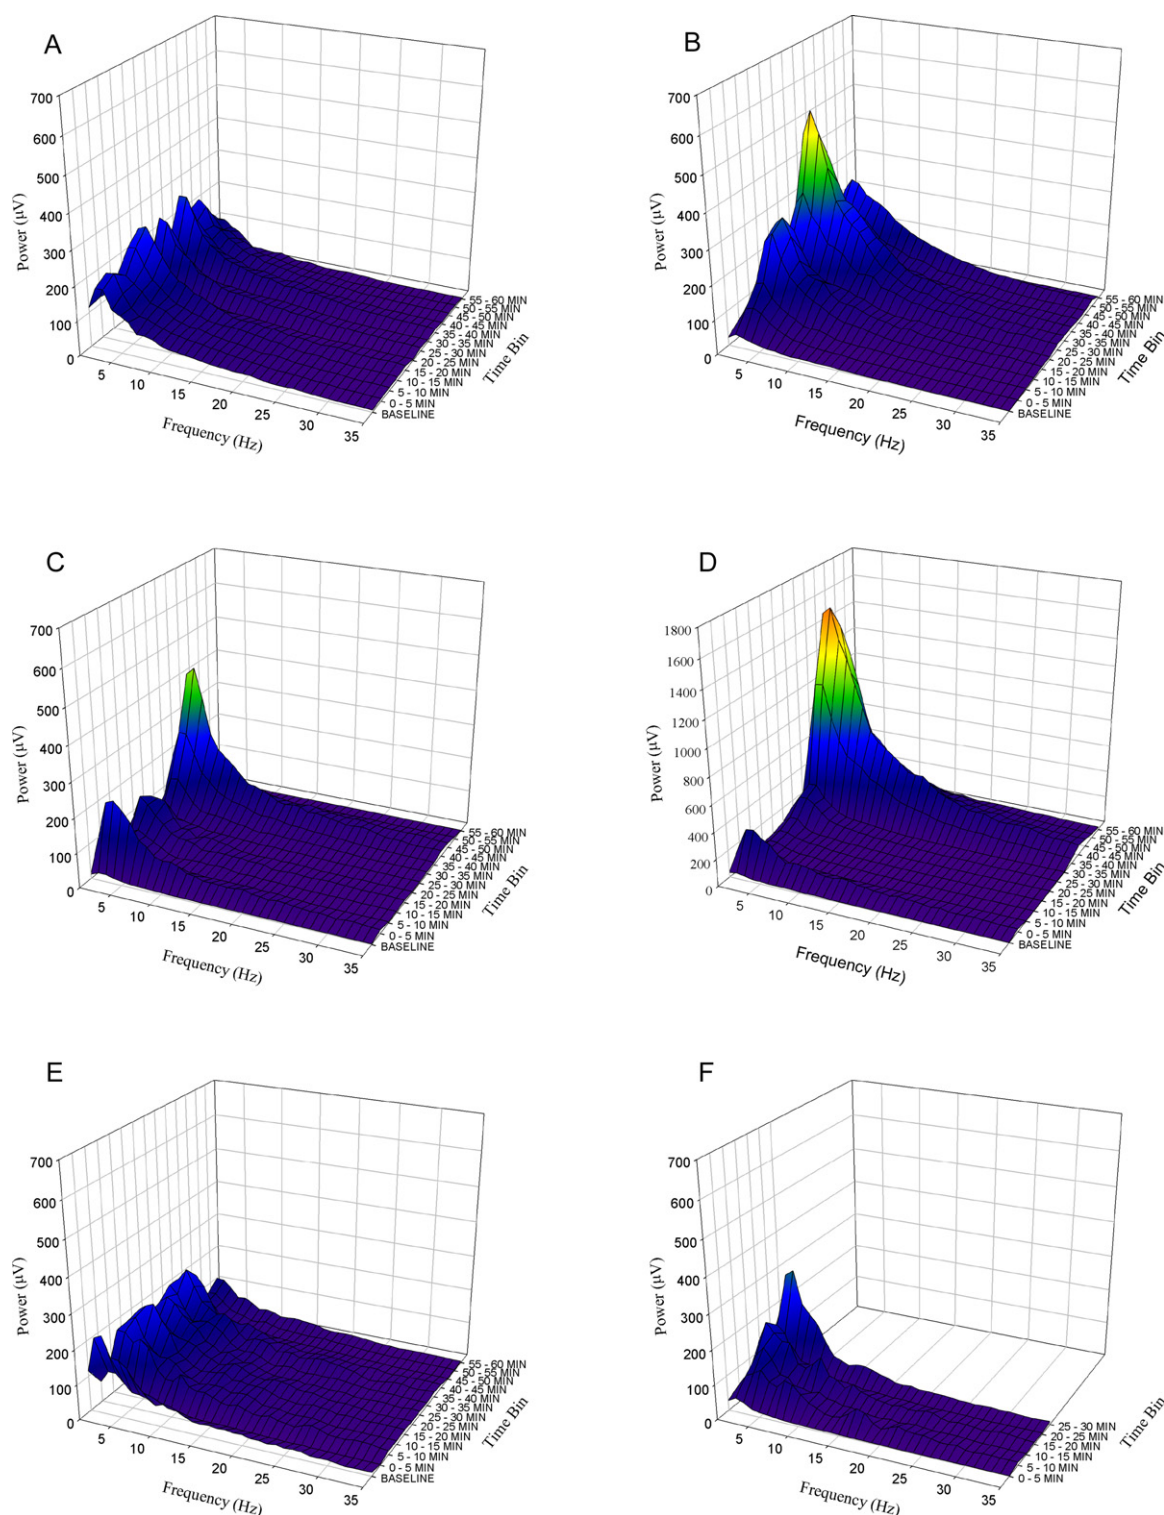 A
700
600
500
400
300
200
100
0
Power (µV)
5
10
15
20
25
30
35
Frequency (Hz)
55 - 60 MIN
50 - 55 MIN
45 - 50 MIN
40 - 45 MIN
35 - 40 MIN
30 - 35 MIN
25 - 30 MIN
20 - 25 MIN
15 - 20 MIN
10 - 15 MIN
5 - 10 MIN
0 - 5 MIN
BASELINE
Time Bin
B
700
600
500
400
300
200
100
0
Power (µV)
5
10
15
20
25
30
35
Frequency (Hz)
55 - 60 MIN
50 - 55 MIN
45 - 50 MIN
40 - 45 MIN
35 - 40 MIN
30 - 35 MIN
25 - 30 MIN
20 - 25 MIN
15 - 20 MIN
10 - 15 MIN
5 - 10 MIN
0 - 5 MIN
BASELINE
Time Bin
C
700
600
500
400
300
200
100
0
Power (µV)
5
10
15
20
25
30
35
Frequency (Hz)
55 - 60 MIN
50 - 55 MIN
45 - 50 MIN
40 - 45 MIN
35 - 40 MIN
30 - 35 MIN
25 - 30 MIN
20 - 25 MIN
15 - 20 MIN
10 - 15 MIN
5 - 10 MIN
0 - 5 MIN
BASELINE
Time Bin
D
1800
1600
1400
1200
1000
800
600
400
200
0
Power (µV)
5
10
15
20
25
30
35
Frequency (Hz)
55 - 60 MIN
50 - 55 MIN
45 - 50 MIN
40 - 45 MIN
35 - 40 MIN
30 - 35 MIN
25 - 30 MIN
20 - 25 MIN
15 - 20 MIN
10 - 15 MIN
5 - 10 MIN
0 - 5 MIN
BASELINE
Time Bin
E
700
600
500
400
300
200
100
0
Power (µV)
5
10
15
20
25
30
35
Frequency (Hz)
55 - 60 MIN
50 - 55 MIN
45 - 50 MIN
40 - 45 MIN
35 - 40 MIN
30 - 35 MIN
25 - 30 MIN
20 - 25 MIN
15 - 20 MIN
10 - 15 MIN
5 - 10 MIN
0 - 5 MIN
BASELINE
Time Bin
F
700
600
500
400
300
200
100
0
Power (µV)
5
10
15
20
25
30
35
Frequency (Hz)
25 - 30 MIN
20 - 25 MIN
15 - 20 MIN
10 - 15 MIN
5 - 10 MIN
0 - 5 MIN
Time Bin